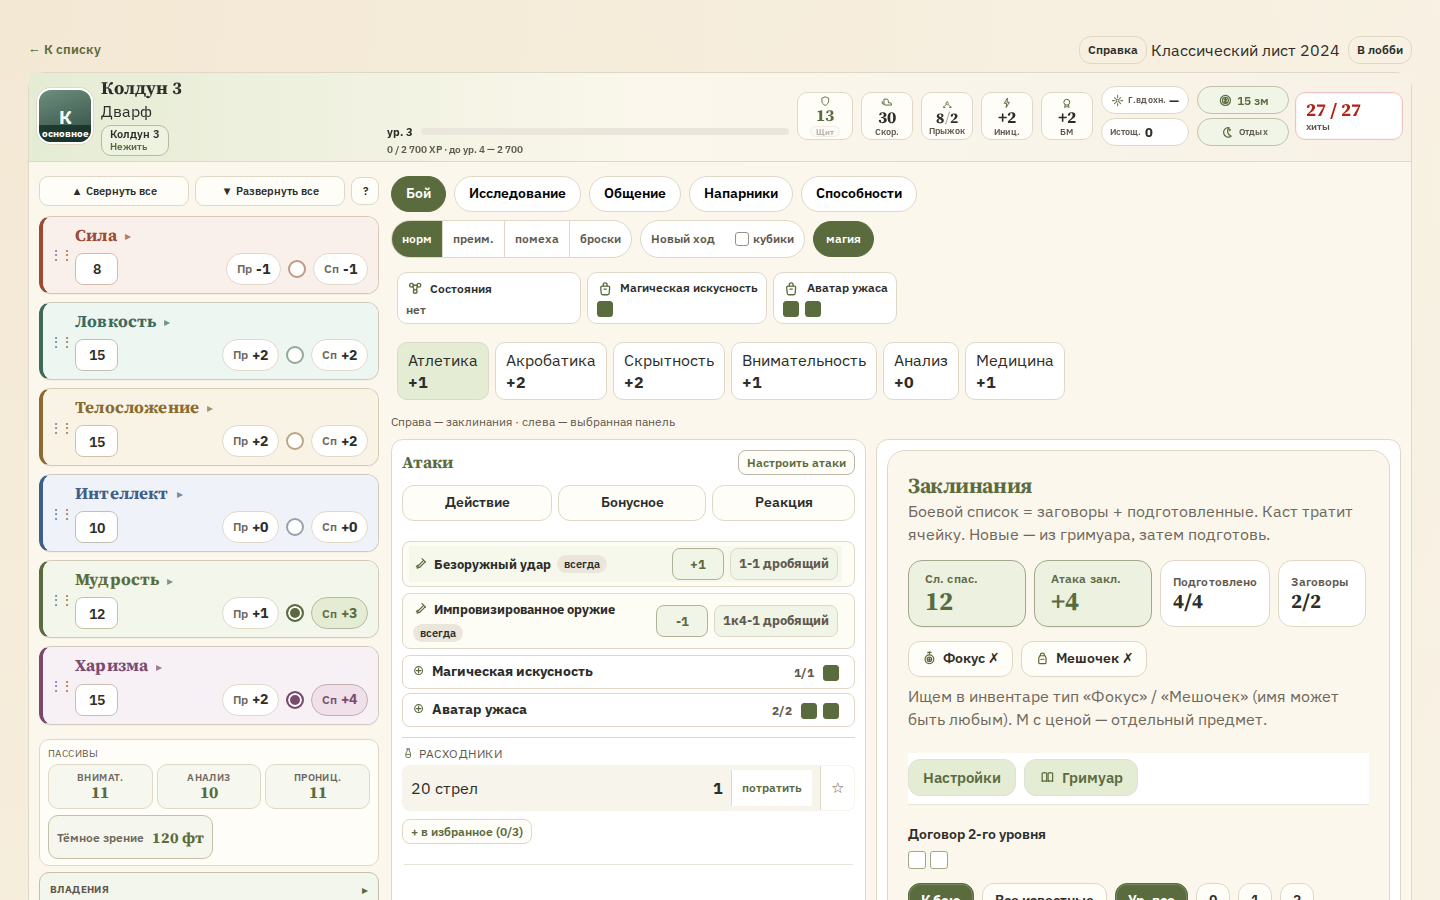 ← К списку
Справка
Классический лист 2024
В лобби
К
основное
Колдун 3
Дварф
Колдун 3
Нежить
ур. 3
0 / 2 700 XP · до ур. 4 — 2 700
13
Щит
30
Скор.
8/2
Прыжок
+2
Иниц.
+2
БМ
Г.вдохн. —
Истощ. 0
15 зм
Отдых
27 / 27
хиты
▲ Свернуть все
▼ Развернуть все
?
Сила ▸
8
Пр -1
Сп -1
Ловкость ▸
15
Пр +2
Сп +2
Телосложение ▸
15
Пр +2
Сп +2
Интеллект ▸
10
Пр +0
Сп +0
Мудрость ▸
12
Пр +1
Сп +3
Харизма ▸
15
Пр +2
Сп +4
ПАССИВЫ
ВНИМАТ.
11
АНАЛИЗ
10
ПРОНИЦ.
11
Тёмное зрение 120 фт
ВЛАДЕНИЯ ▸
Бой
Исследование
Общение
Напарники
Способности
норм
преим.
помеха
броски
Новый ход
кубики
магия
Состояния
нет
Магическая искусность
Аватар ужаса
Атлетика
+1
Акробатика
+2
Скрытность
+2
Внимательность
+1
Анализ
+0
Медицина
+1
Справа — заклинания · слева — выбранная панель
Атаки
Настроить атаки
Действие
Бонусное
Реакция
Безоружный удар всегда
+1
1-1 дробящий
Импровизированное оружие
всегда
-1
1к4-1 дробящий
Магическая искусность
1/1
Аватар ужаса
2/2
РАСХОДНИКИ
20 стрел
1
потратить
☆
+ в избранное (0/3)
Заклинания
Боевой список = заговоры + подготовленные. Каст тратит
ячейку. Новые — из гримуара, затем подготовь.
Сл. спас.
12
Атака закл.
+4
Подготовлено
4/4
Заговоры
2/2
Фокус ✗
Мешочек ✗
Ищем в инвентаре тип «Фокус» / «Мешочек» (имя может
быть любым). М с ценой — отдельный предмет.
Настройки
Гримуар
Договор 2-го уровня